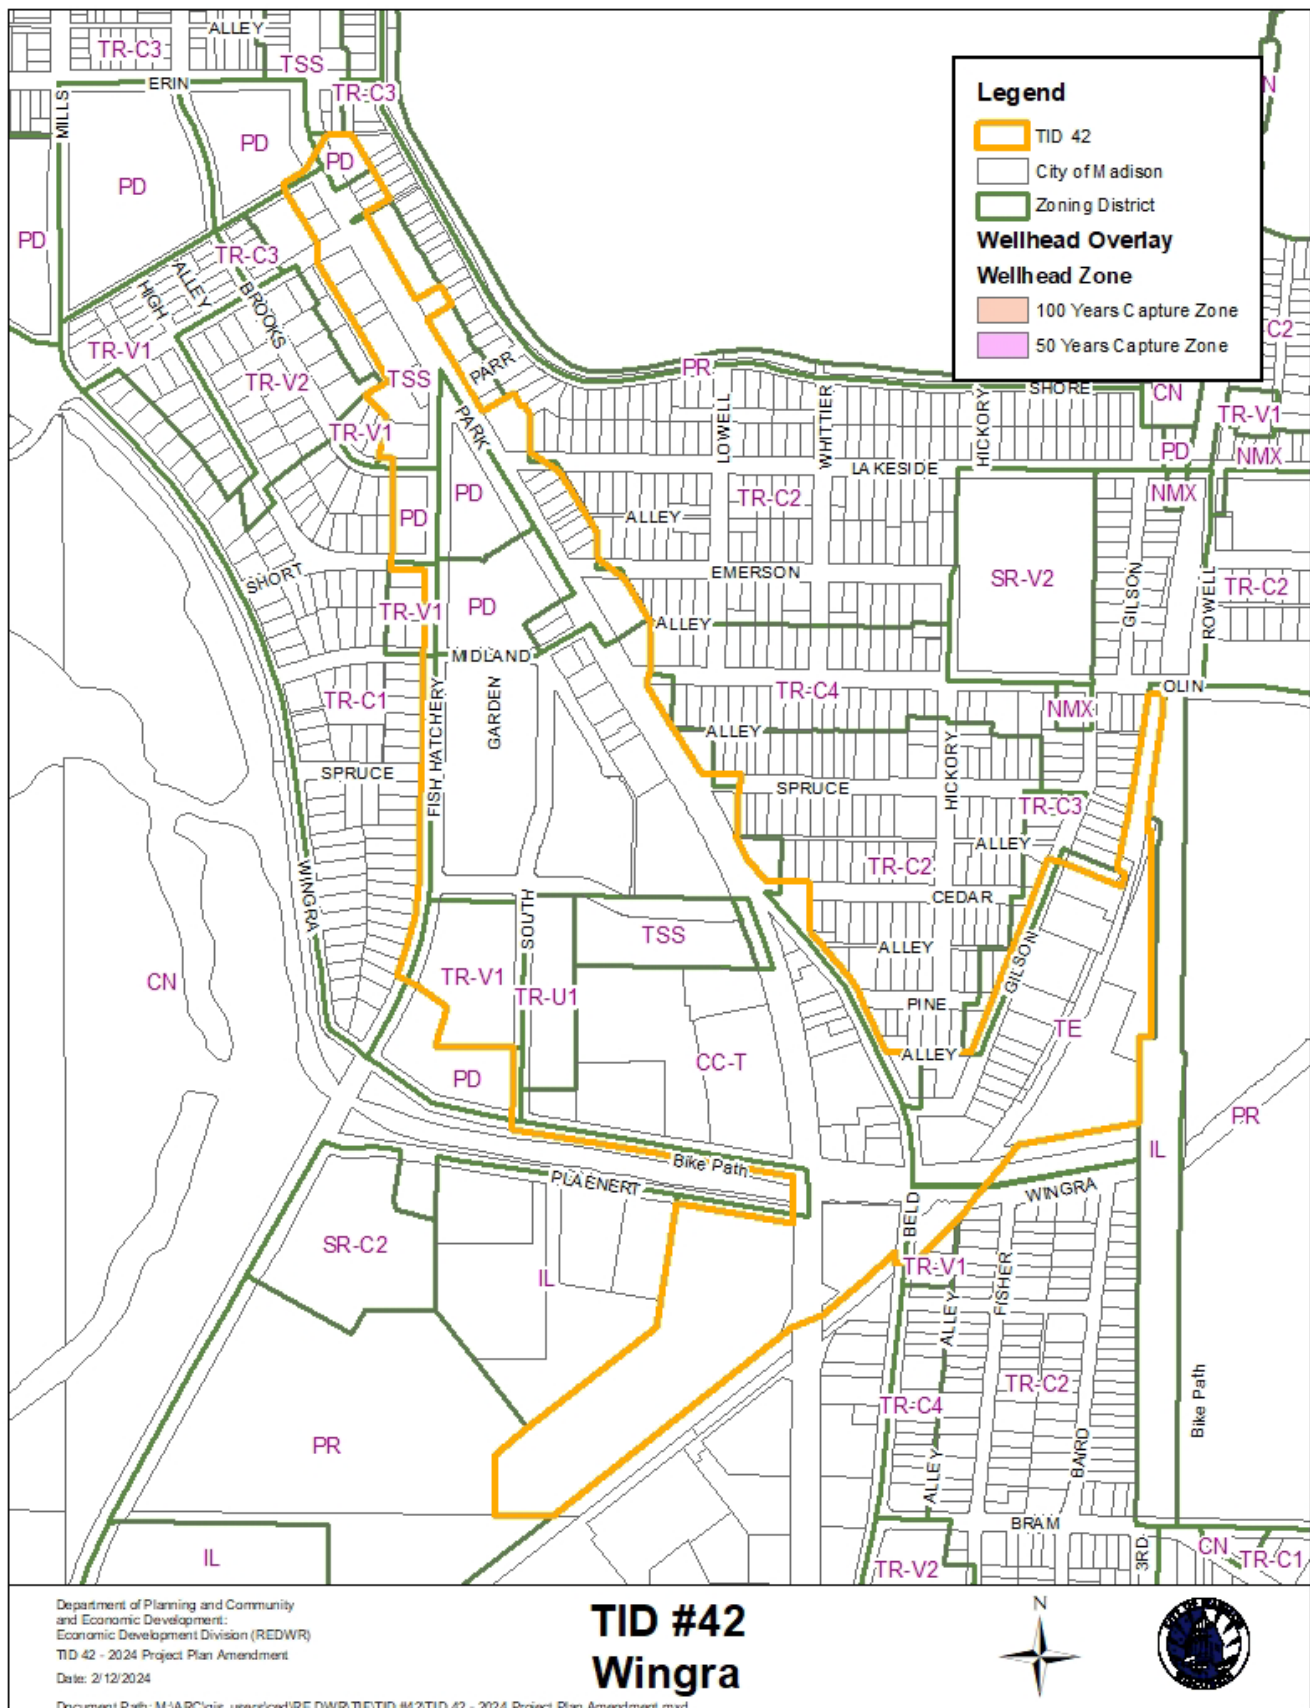 ALLEY
TR-C3
TSS
ERIN
TR-C3
MILLS
PD
PD
PD
PD
TR-C3
ALLEY
HIGH
BROOKS
TR-V1
TR-V2
TSS
PARR
PARK
TR-V1
PR
SHORE
CN
C2
N
TR-V1
PD
NMX
NMX
LOWELL
WHITTIER
HICKORY
LAKESIDE
TR-C2
ALLEY
PD
PD
EMERSON
SR-V2
GILSON
ROWELL
TR-C2
SHORT
TR-V1
PD
ALLEY
MIDLAND
TR-C1
TR-C4
OLIN
NMX
FISH HATCHERY
GARDEN
ALLEY
SPRUCE
SPRUCE
HICKORY
TR-C3
ALLEY
TR-C2
CEDAR
WINGRA
SOUTH
TSS
ALLEY
GILSON
CN
TR-V1
TR-U1
PINE
TE
ALLEY
CC-T
PD
PR
IL
Bike Path
PLAENERT
WINGRA
BELD
SR-C2
IL
TR-V1
FISHER
ALLEY
TR-C2
TR-C4
Bike Path
PR
BAIRD
ALLEY
BRAM
IL
3RD
CN
TR-C1
TR-V2
Legend
TID 42
City of Madison
Zoning District
Wellhead Overlay
Wellhead Zone
100 Years Capture Zone
50 Years Capture Zone
Department of Planning and Community
and Economic Development:
Economic Development Division (REDWR)
TID 42 - 2024 Project Plan Amendment
Date: 2/12/2024
TID #42
Wingra
N